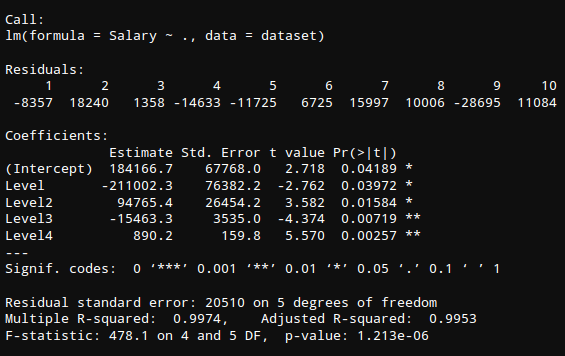 Call:
lm(formula = Salary ~ ., data = dataset)

Residuals:
     1      2      3      4      5      6      7      8      9     10
 -8357  18240   1358 -14633 -11725   6725  15997  10006 -28695  11084

Coefficients:
             Estimate Std. Error t value Pr(>|t|)
(Intercept)  184166.7    67768.0   2.718  0.04189 *
Level       -211002.3    76382.2  -2.762  0.03972 *
Level2        94765.4    26454.2   3.582  0.01584 *
Level3       -15463.3     3535.0  -4.374  0.00719 **
Level4          890.2      159.8   5.570  0.00257 **
---
Signif. codes:  0 ‘***’ 0.001 ‘**’ 0.01 ‘*’ 0.05 ‘.’ 0.1 ‘ ’ 1

Residual standard error: 20510 on 5 degrees of freedom
Multiple R-squared:  0.9974,    Adjusted R-squared:  0.9953
F-statistic: 478.1 on 4 and 5 DF,  p-value: 1.213e-06